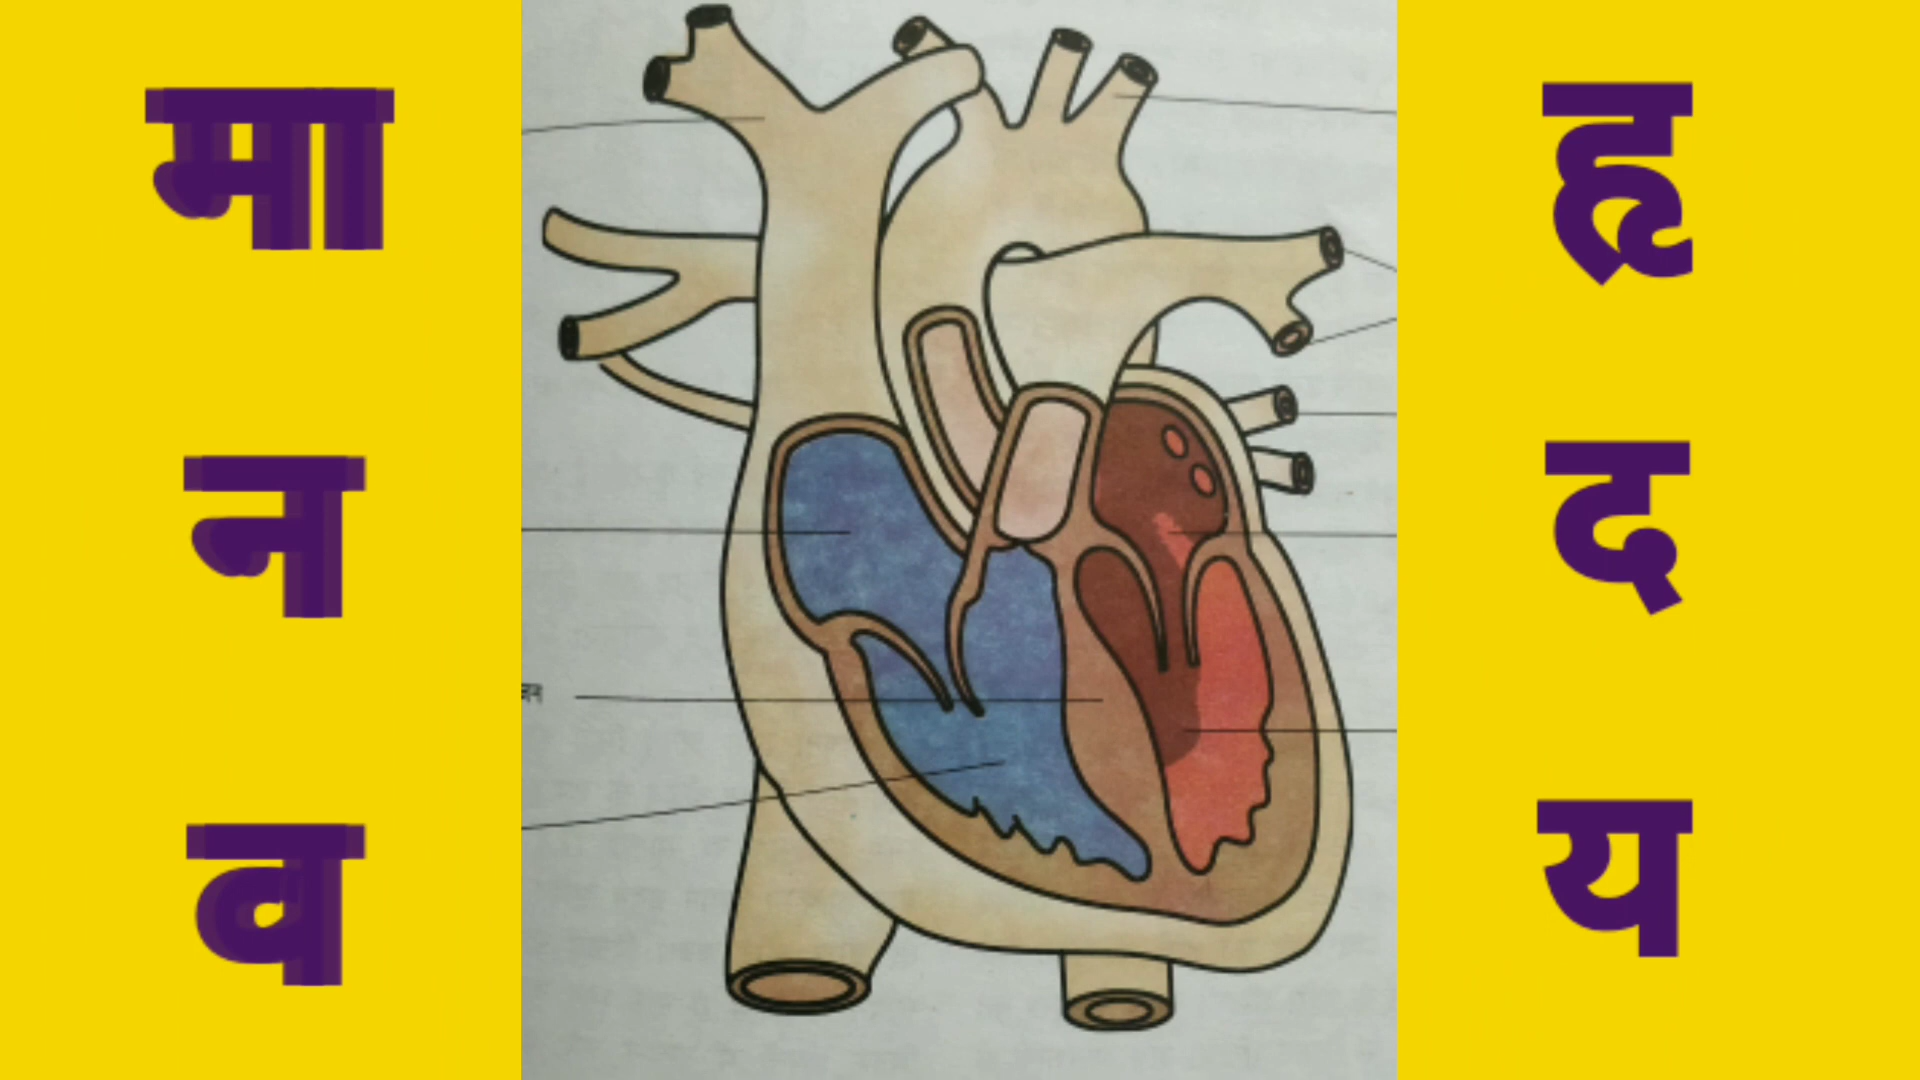 मा
न
व
हृ
द
य